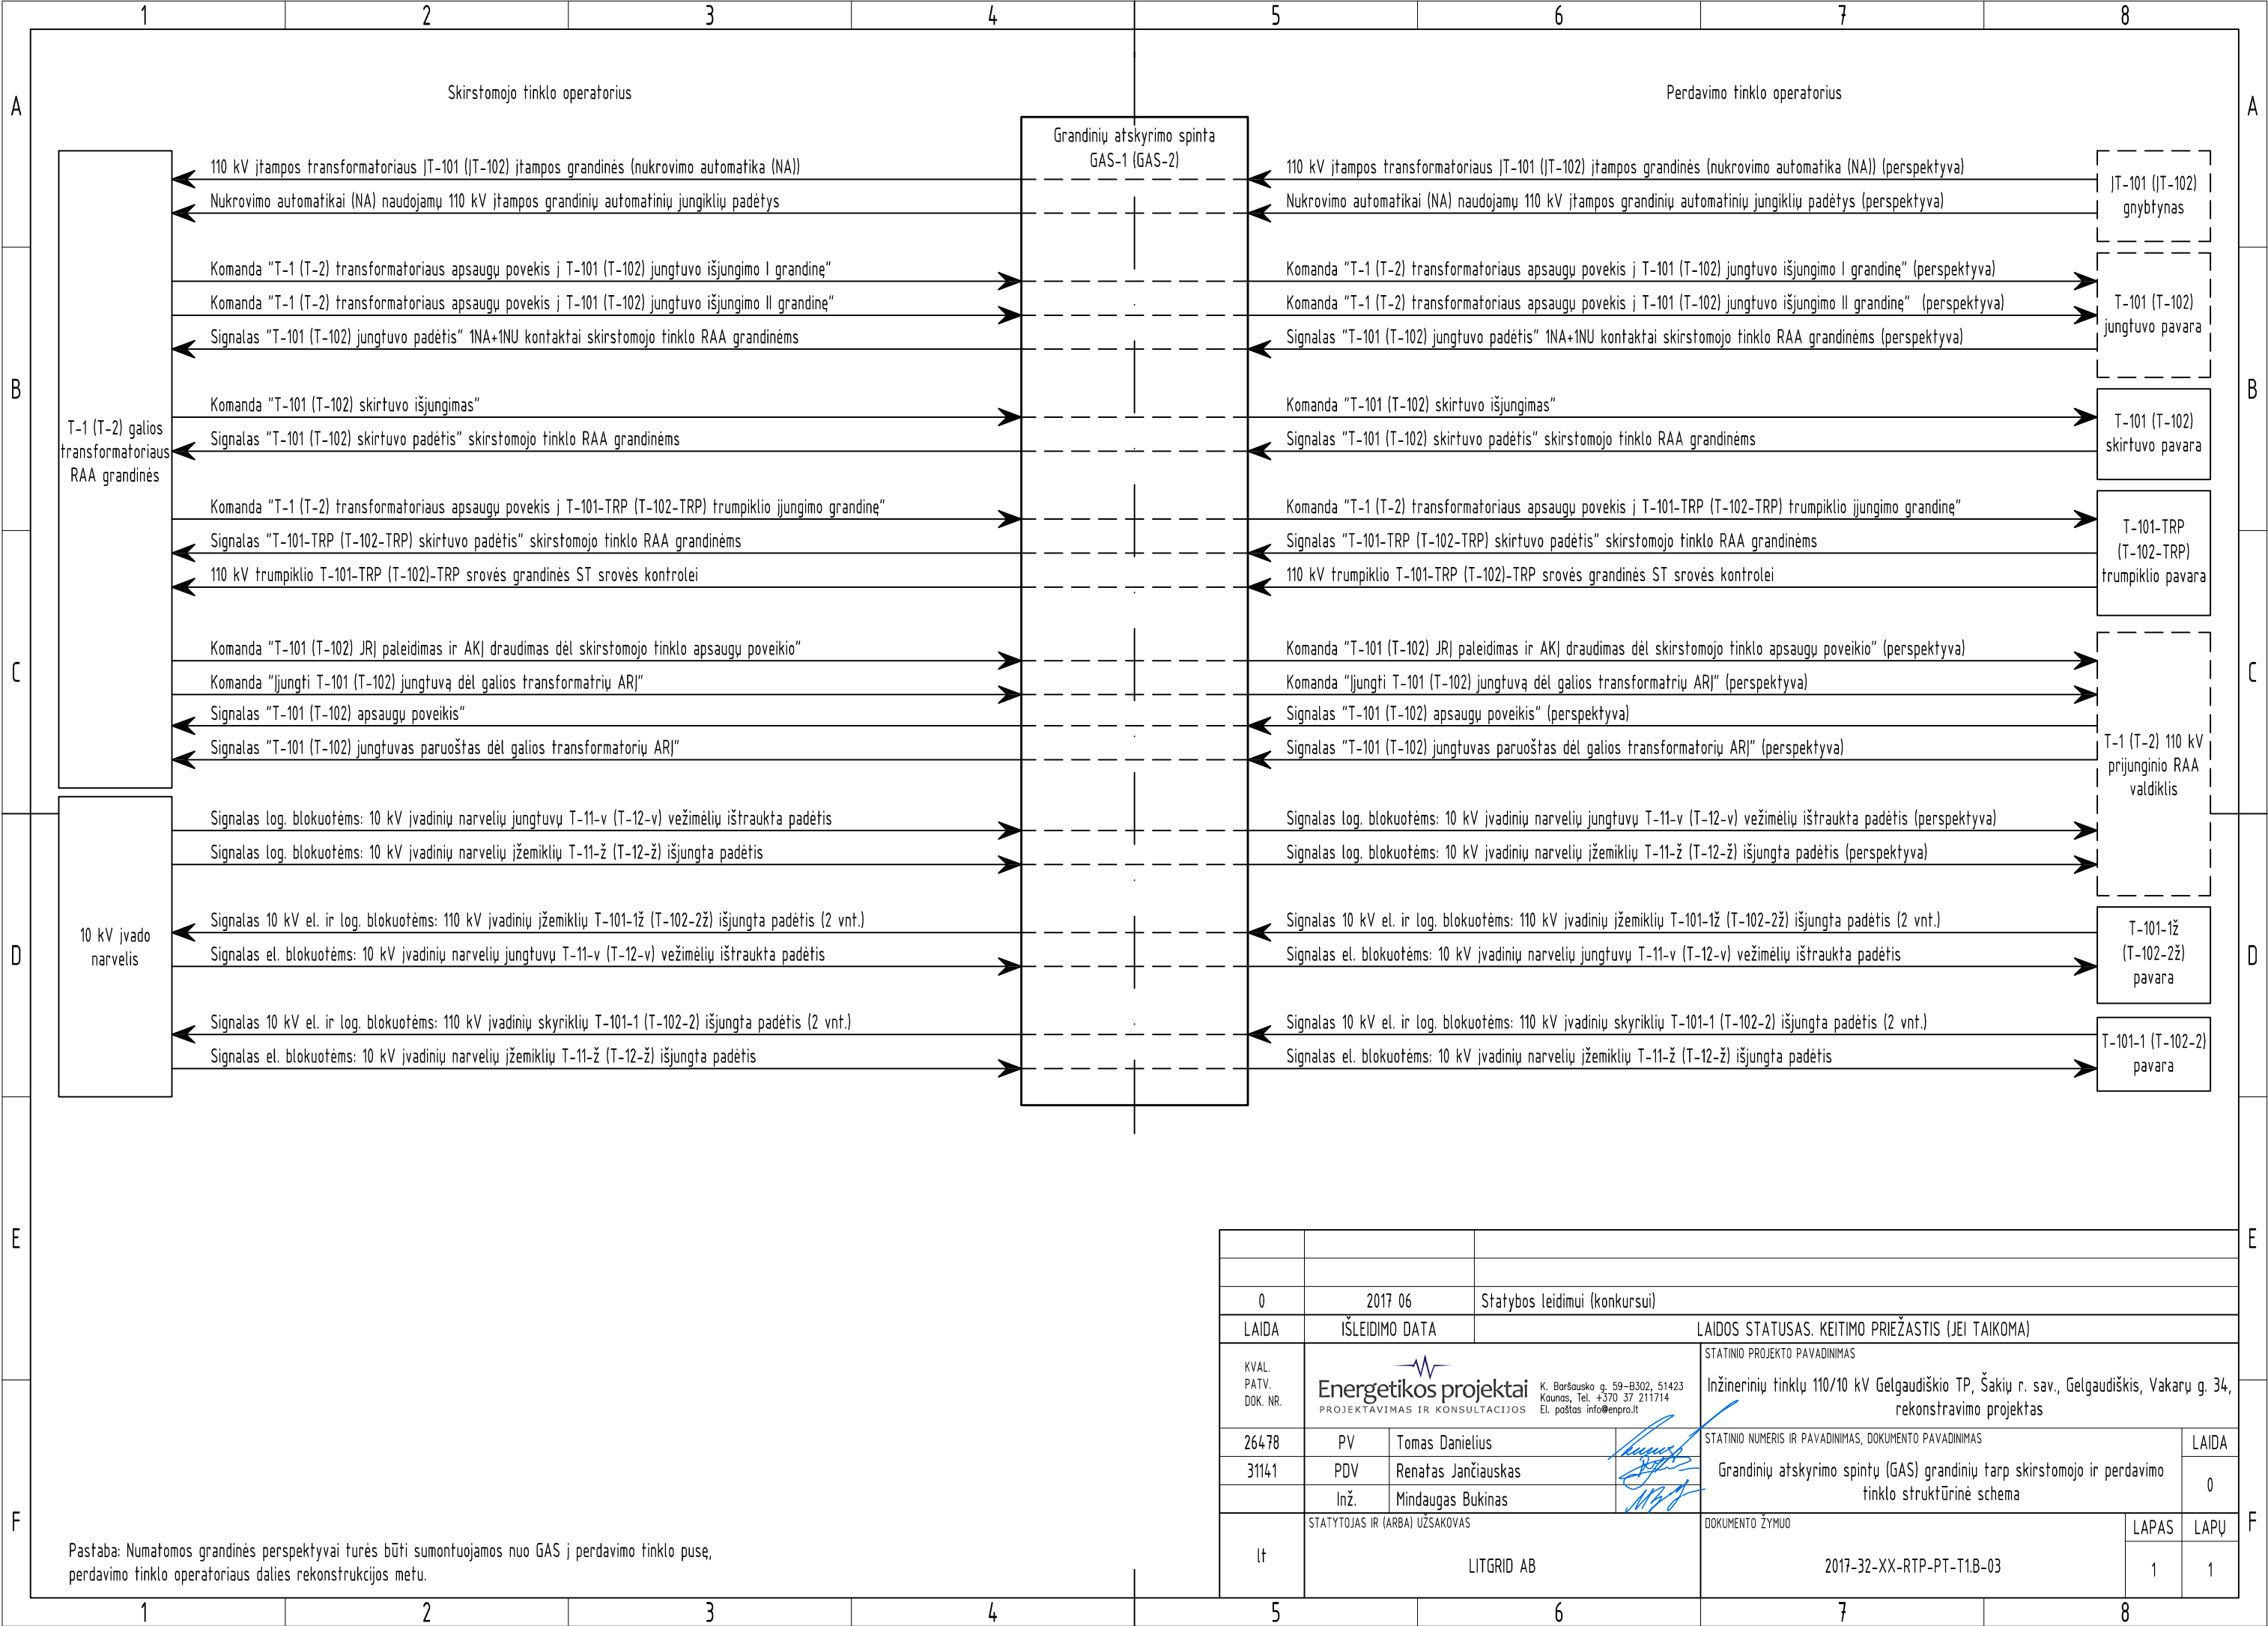 1 2 3 4 5 6 7 8
A A
B B
C C
D D
E E
F F
Skirstomojo tinklo operatorius
Perdavimo tinklo operatorius
Grandinių atskyrimo spinta
GAS-1 (GAS-2)
T-1 (T-2) galios
transformatoriaus
RAA grandinės
10 kV įvado
narvelis
110 kV įtampos transformatoriaus ĮT-101 (ĮT-102) įtampos grandinės (nukrovimo automatika (NA))
Nukrovimo automatikai (NA) naudojamų 110 kV įtampos grandinių automatinių jungiklių padėtys
Komanda "T-1 (T-2) transformatoriaus apsaugų povekis į T-101 (T-102) jungtuvo išjungimo I grandinę"
Komanda "T-1 (T-2) transformatoriaus apsaugų povekis į T-101 (T-102) jungtuvo išjungimo II grandinę"
Signalas "T-101 (T-102) jungtuvo padėtis" 1NA+1NU kontaktai skirstomojo tinklo RAA grandinėms
Komanda "T-101 (T-102) skirtuvo išjungimas"
Signalas "T-101 (T-102) skirtuvo padėtis" skirstomojo tinklo RAA grandinėms
Komanda "T-1 (T-2) transformatoriaus apsaugų povekis į T-101-TRP (T-102-TRP) trumpiklio įjungimo grandinę"
Signalas "T-101-TRP (T-102-TRP) skirtuvo padėtis" skirstomojo tinklo RAA grandinėms
110 kV trumpiklio T-101-TRP (T-102)-TRP srovės grandinės ST srovės kontrolei
Komanda "T-101 (T-102) JRĮ paleidimas ir AKĮ draudimas dėl skirstomojo tinklo apsaugų poveikio"
Komanda "Įjungti T-101 (T-102) jungtuvą dėl galios transformatrių ARĮ"
Signalas "T-101 (T-102) apsaugų poveikis"
Signalas "T-101 (T-102) jungtuvas paruoštas dėl galios transformatorių ARĮ"
Signalas log. blokuotėms: 10 kV įvadinių narvelių jungtuvų T-11-v (T-12-v) vežimėlių ištraukta padėtis
Signalas log. blokuotėms: 10 kV įvadinių narvelių įžemiklių T-11-ž (T-12-ž) išjungta padėtis
Signalas 10 kV el. ir log. blokuotėms: 110 kV įvadinių įžemiklių T-101-1ž (T-102-2ž) išjungta padėtis (2 vnt.)
Signalas el. blokuotėms: 10 kV įvadinių narvelių jungtuvų T-11-v (T-12-v) vežimėlių ištraukta padėtis
Signalas 10 kV el. ir log. blokuotėms: 110 kV įvadinių skyriklių T-101-1 (T-102-2) išjungta padėtis (2 vnt.)
Signalas el. blokuotėms: 10 kV įvadinių narvelių įžemiklių T-11-ž (T-12-ž) išjungta padėtis
110 kV įtampos transformatoriaus ĮT-101 (ĮT-102) įtampos grandinės (nukrovimo automatika (NA)) (perspektyva)
Nukrovimo automatikai (NA) naudojamų 110 kV įtampos grandinių automatinių jungiklių padėtys (perspektyva)
Komanda "T-1 (T-2) transformatoriaus apsaugų povekis į T-101 (T-102) jungtuvo išjungimo I grandinę" (perspektyva)
Komanda "T-1 (T-2) transformatoriaus apsaugų povekis į T-101 (T-102) jungtuvo išjungimo II grandinę" (perspektyva)
Signalas "T-101 (T-102) jungtuvo padėtis" 1NA+1NU kontaktai skirstomojo tinklo RAA grandinėms (perspektyva)
Komanda "T-101 (T-102) skirtuvo išjungimas"
Signalas "T-101 (T-102) skirtuvo padėtis" skirstomojo tinklo RAA grandinėms
Komanda "T-1 (T-2) transformatoriaus apsaugų povekis į T-101-TRP (T-102-TRP) trumpiklio įjungimo grandinę"
Signalas "T-101-TRP (T-102-TRP) skirtuvo padėtis" skirstomojo tinklo RAA grandinėms
110 kV trumpiklio T-101-TRP (T-102)-TRP srovės grandinės ST srovės kontrolei
Komanda "T-101 (T-102) JRĮ paleidimas ir AKĮ draudimas dėl skirstomojo tinklo apsaugų poveikio" (perspektyva)
Komanda "Įjungti T-101 (T-102) jungtuvą dėl galios transformatrių ARĮ" (perspektyva)
Signalas "T-101 (T-102) apsaugų poveikis" (perspektyva)
Signalas "T-101 (T-102) jungtuvas paruoštas dėl galios transformatorių ARĮ" (perspektyva)
Signalas log. blokuotėms: 10 kV įvadinių narvelių jungtuvų T-11-v (T-12-v) vežimėlių ištraukta padėtis (perspektyva)
Signalas log. blokuotėms: 10 kV įvadinių narvelių įžemiklių T-11-ž (T-12-ž) išjungta padėtis (perspektyva)
Signalas 10 kV el. ir log. blokuotėms: 110 kV įvadinių įžemiklių T-101-1ž (T-102-2ž) išjungta padėtis (2 vnt.)
Signalas el. blokuotėms: 10 kV įvadinių narvelių jungtuvų T-11-v (T-12-v) vežimėlių ištraukta padėtis
Signalas 10 kV el. ir log. blokuotėms: 110 kV įvadinių skyriklių T-101-1 (T-102-2) išjungta padėtis (2 vnt.)
Signalas el. blokuotėms: 10 kV įvadinių narvelių įžemiklių T-11-ž (T-12-ž) išjungta padėtis
ĮT-101 (ĮT-102)
gnybtynas
T-101 (T-102)
jungtuvo pavara
T-101 (T-102)
skirtuvo pavara
T-101-TRP
(T-102-TRP)
trumpiklio pavara
T-1 (T-2) 110 kV
prijunginio RAA
valdiklis
T-101-1ž
(T-102-2ž)
pavara
T-101-1 (T-102-2)
pavara
0 2017 06 Statybos leidimui (konkursui)
LAIDA IŠLEIDIMO DATA LAIDOS STATUSAS. KEITIMO PRIEŽASTIS (JEI TAIKOMA)
KVAL.
PATV.
DOK. NR.
Energetikos projektai
PROJEKTAVIMAS IR KONSULTACIJOS
K. Baršausko g. 59-B302, 51423
Kaunas, Tel. +370 37 211714
El. paštas info@enpro.lt
STATINIO PROJEKTO PAVADINIMAS
Inžinerinių tinklų 110/10 kV Gelgaudiškio TP, Šakių r. sav., Gelgaudiškis, Vakarų g. 34,
rekonstravimo projektas
26478 PV Tomas Danielius
31141 PDV Renatas Jančiauskas
Inž. Mindaugas Bukinas
STATINIO NUMERIS IR PAVADINIMAS, DOKUMENTO PAVADINIMAS
Grandinių atskyrimo spintų (GAS) grandinių tarp skirstomojo ir perdavimo
tinklo struktūrinė schema
LAIDA
0
lt
STATYTOJAS IR (ARBA) UŽSAKOVAS
LITGRID AB
DOKUMENTO ŽYMUO
2017-32-XX-RTP-PT-T1.B-03
LAPAS LAPŲ
1 1
Pastaba: Numatomos grandinės perspektyvai turės būti sumontuojamos nuo GAS į perdavimo tinklo pusę,
perdavimo tinklo operatoriaus dalies rekonstrukcijos metu.
1 2 3 4 5 6 7 8